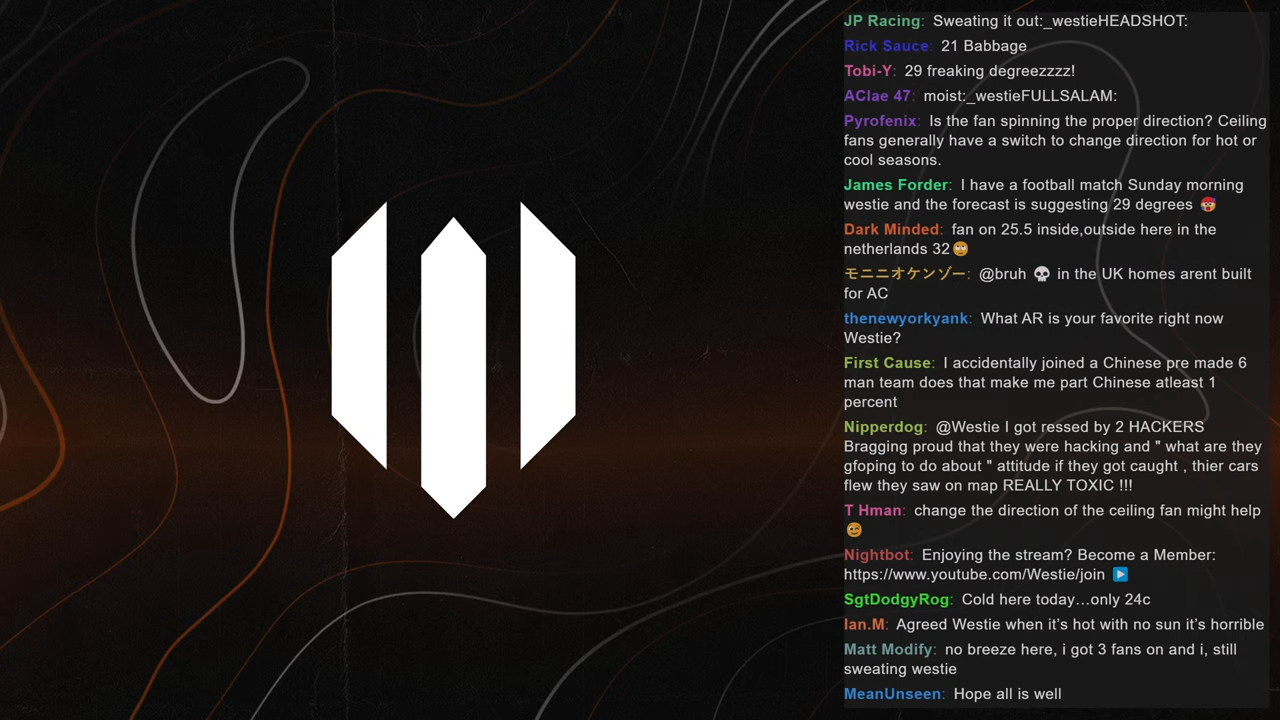 JP Racing: Sweating it out:_westieHEADSHOT:
Rick Sauce: 21 Babbage
Tobi-Y: 29 freaking degreezzzz!
AClae 47: moist:_westieFULLSALAM:
Pyrofenix: Is the fan spinning the proper direction? Ceiling
fans generally have a switch to change direction for hot or
cool seasons.
James Forder: I have a football match Sunday morning
westie and the forecast is suggesting 29 degrees 🥵
Dark Minded: fan on 25.5 inside,outside here in the
netherlands 32🙄
モニニオケンゾー: @bruh 💀 in the UK homes arent built
for AC
thenewyorkyank: What AR is your favorite right now
Westie?
First Cause: I accidentally joined a Chinese pre made 6
man team does that make me part Chinese atleast 1
percent
Nipperdog: @Westie I got ressed by 2 HACKERS
Bragging proud that they were hacking and " what are they
gfoping to do about " attitude if they got caught , thier cars
flew they saw on map REALLY TOXIC !!!
T Hman: change the direction of the ceiling fan might help
😉
Nightbot: Enjoying the stream? Become a Member:
https://www.youtube.com/Westie/join ▶️
SgtDodgyRog: Cold here today…only 24c
Ian.M: Agreed Westie when it’s hot with no sun it’s horrible
Matt Modify: no breeze here, i got 3 fans on and i, still
sweating westie
MeanUnseen: Hope all is well